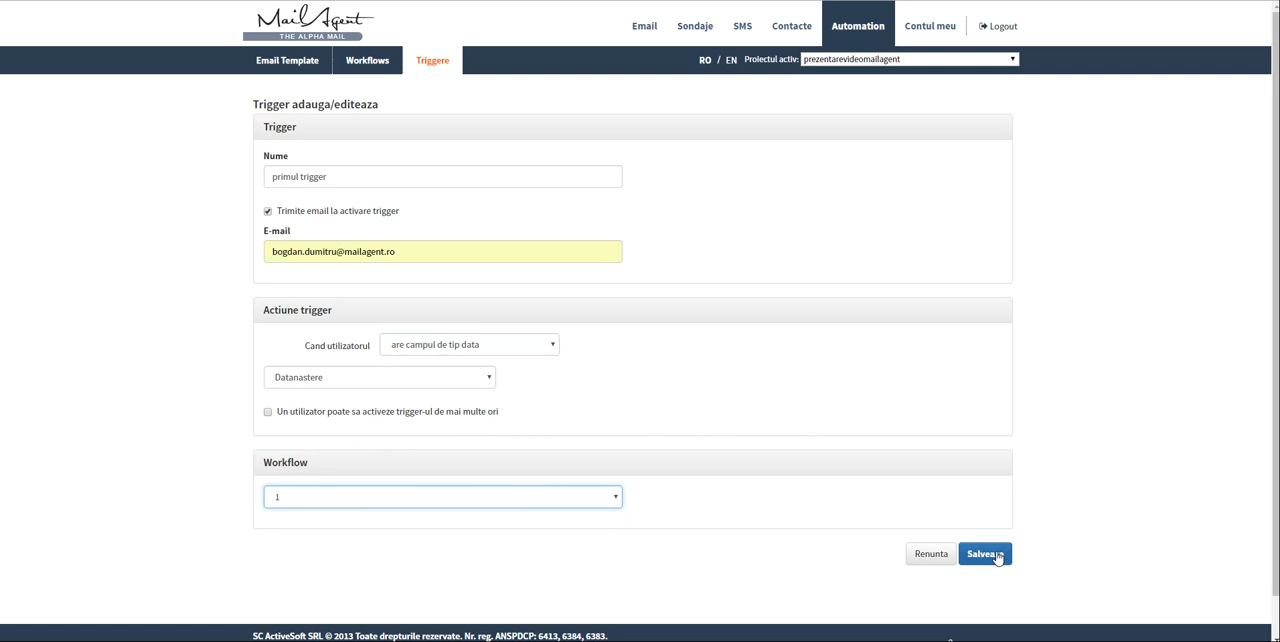 Mail Agent
THE ALPHA MAIL
Email Sondaje SMS Contacte Automation Contul meu Logout
Email Template Workflows Triggere RO / EN Proiectul activ: prezentarevideomailagent
Trigger adauga/editeaza
Trigger
Nume
primul trigger
Trimite email la activare trigger
E-mail
bogdan.dumitru@mailagent.ro
Actiune trigger
Cand utilizatorul are campul de tip data
Datanastere
Un utilizator poate sa activeze trigger-ul de mai multe ori
Workflow
1
Renunta
SC ActiveSoft SRL © 2013 Toate drepturile rezervate. Nr. reg. ANSPDCP: 6413, 6384, 6383.